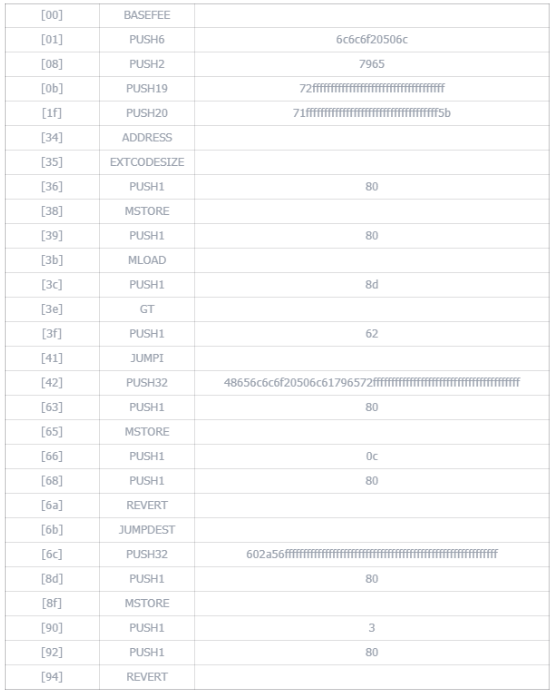 [00] BASEFEE
[01] PUSH6 6c6c6f20506c
[08] PUSH2 7965
[0b] PUSH19 72ffffffffffffffffffffffffffffffffffff
[1f] PUSH20 71ffffffffffffffffffffffffffffffffffff5b
[34] ADDRESS
[35] EXTCODESIZE
[36] PUSH1 80
[38] MSTORE
[39] PUSH1 80
[3b] MLOAD
[3c] PUSH1 8d
[3e] GT
[3f] PUSH1 62
[41] JUMPI
[42] PUSH32 48656c6c6f20506c61796572ffffffffffffffffffffffffffffffffffffffff
[63] PUSH1 80
[65] MSTORE
[66] PUSH1 0c
[68] PUSH1 80
[6a] REVERT
[6b] JUMPDEST
[6c] PUSH32 602a56ffffffffffffffffffffffffffffffffffffffffffffffffffffffffff
[8d] PUSH1 80
[8f] MSTORE
[90] PUSH1 3
[92] PUSH1 80
[94] REVERT